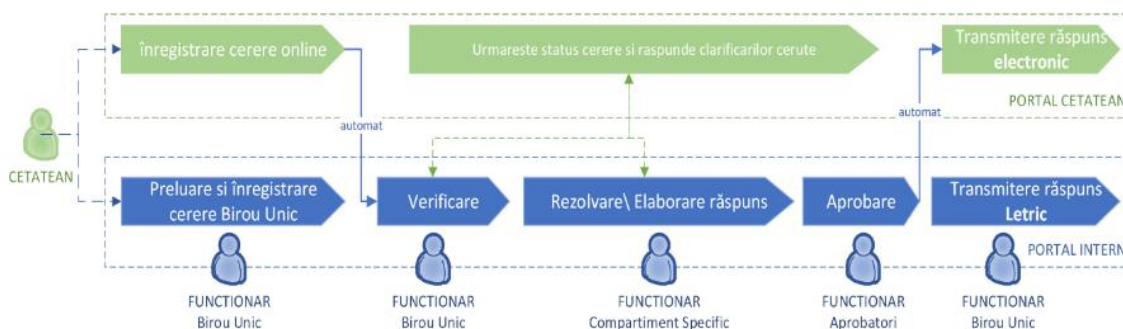 înregistrare cerere online
Urmareste status cerere si raspunde clarificarilor cerute
Transmitere răspuns
electronic
PORTAL CETATEAN
automat
automat
CETATEAN
Preluare si înregistrare
cerere Birou Unic
Verificare
Rezolvare\ Elaborare răspuns
Aprobare
Transmitere răspuns
Letric
PORTAL INTERN
FUNCTIONAR
Birou Unic
FUNCTIONAR
Birou Unic
FUNCTIONAR
Compartiment Specific
FUNCTIONAR
Aprobatori
FUNCTIONAR
Birou Unic